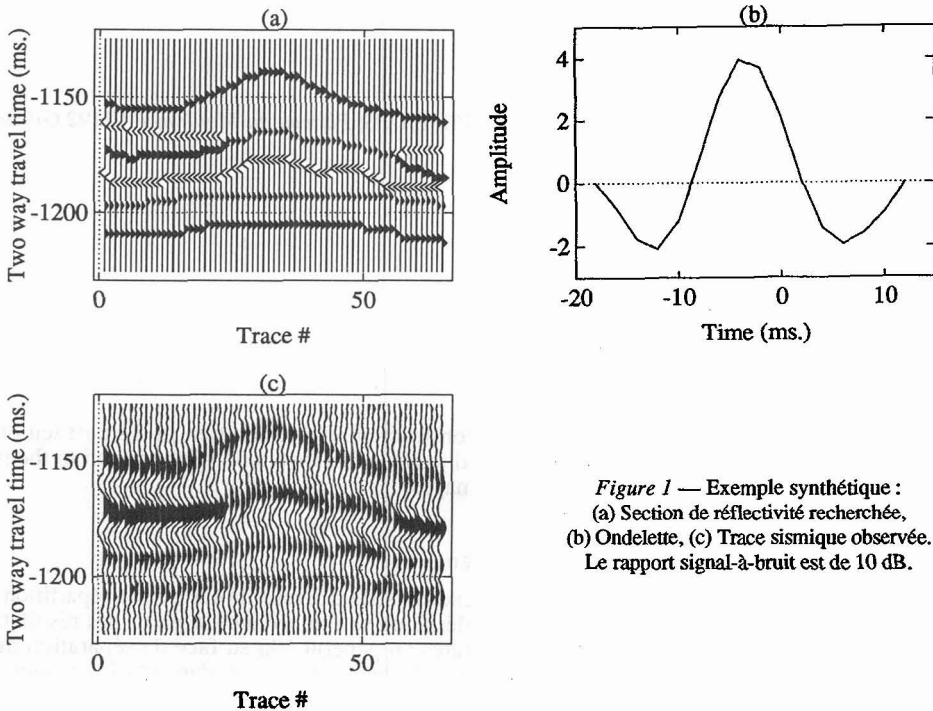 (a)
Two way travel time (ms.)
-1150
-1200
0
50
Trace #
(b)
Amplitude
4
2
0
-2
-20
-10
0
10
Time (ms.)
(c)
Two way travel time (ms.)
-1150
-1200
0
50
Trace #
Figure 1 — Exemple synthétique :
(a) Section de réflectivité recherchée,
(b) Ondelette, (c) Trace sismique observée.
Le rapport signal-à-bruit est de 10 dB.